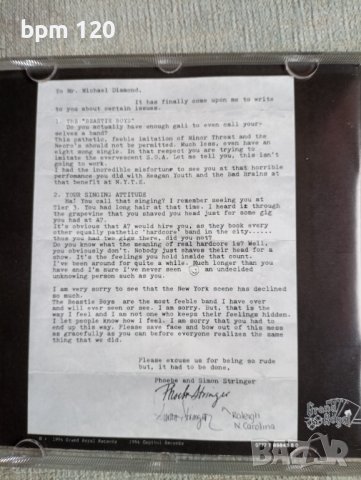 bpm 120
To Mr. Michael Diamond,
It has finally come upon me to write
to you about certain issues.
1. THE "BEASTIE BOYS"
Do you actually have enough gall to even call your-
selves a band?
This pathetic, feeble imitation of Minor Threat and the
Necro's should not be permitted. Much less, even have an
eight song single. In that respect you are trying to
imitate the effervescent S.O.A. Let me tell you, this isn't
going to work.
I had the incredible misfortune to see you at that horrible
performance you did with Reagan Youth and the Bad Brains at
that benefit at N.Y.T.E.
2. YOUR SINGING ATTITUDE
Ha! You call that singing? I remember seeing you at
Tier 3. You had long hair at that time. I heard it through
the grapevine that you shaved you head just for some gig
you had at A7.
It's obvious that A7 would hire you, as they book every
other equally pathetic 'hardcore' band in the city......
thus you had two gigs there, did you not?
Do you know what the meaning of real hardcore is? Well,
you obviously don't. Nobody just shaves their head for a
show. It's the feelings you hold inside that count.
I've been around for quite a while. Much longer than you
have and I'm sure I've never seen an undecided
unknowing person such as you.
I am very sorry to see that the New York scene has declined
so much.
The Beastie Boys are the most feeble band I have over
and will ever seen or see. I am sorry. But, that is the
way I feel and I am not one who keeps their feelings hidden.
I let people know how I feel. I am sorry that you had to
end up this way. Please save face and bow out of this mess
as gracefully as you can before everyone realizes the same
thing that we did.
Please excuse us for being so rude
but, it had to be done.
Phoebe and Simon Stringer
Phoebe Stringer
Simon Stringer
Raleigh
N. Carolina
Grand Royal
1994 Grand Royal Records 1994 Capitol Records
bazar